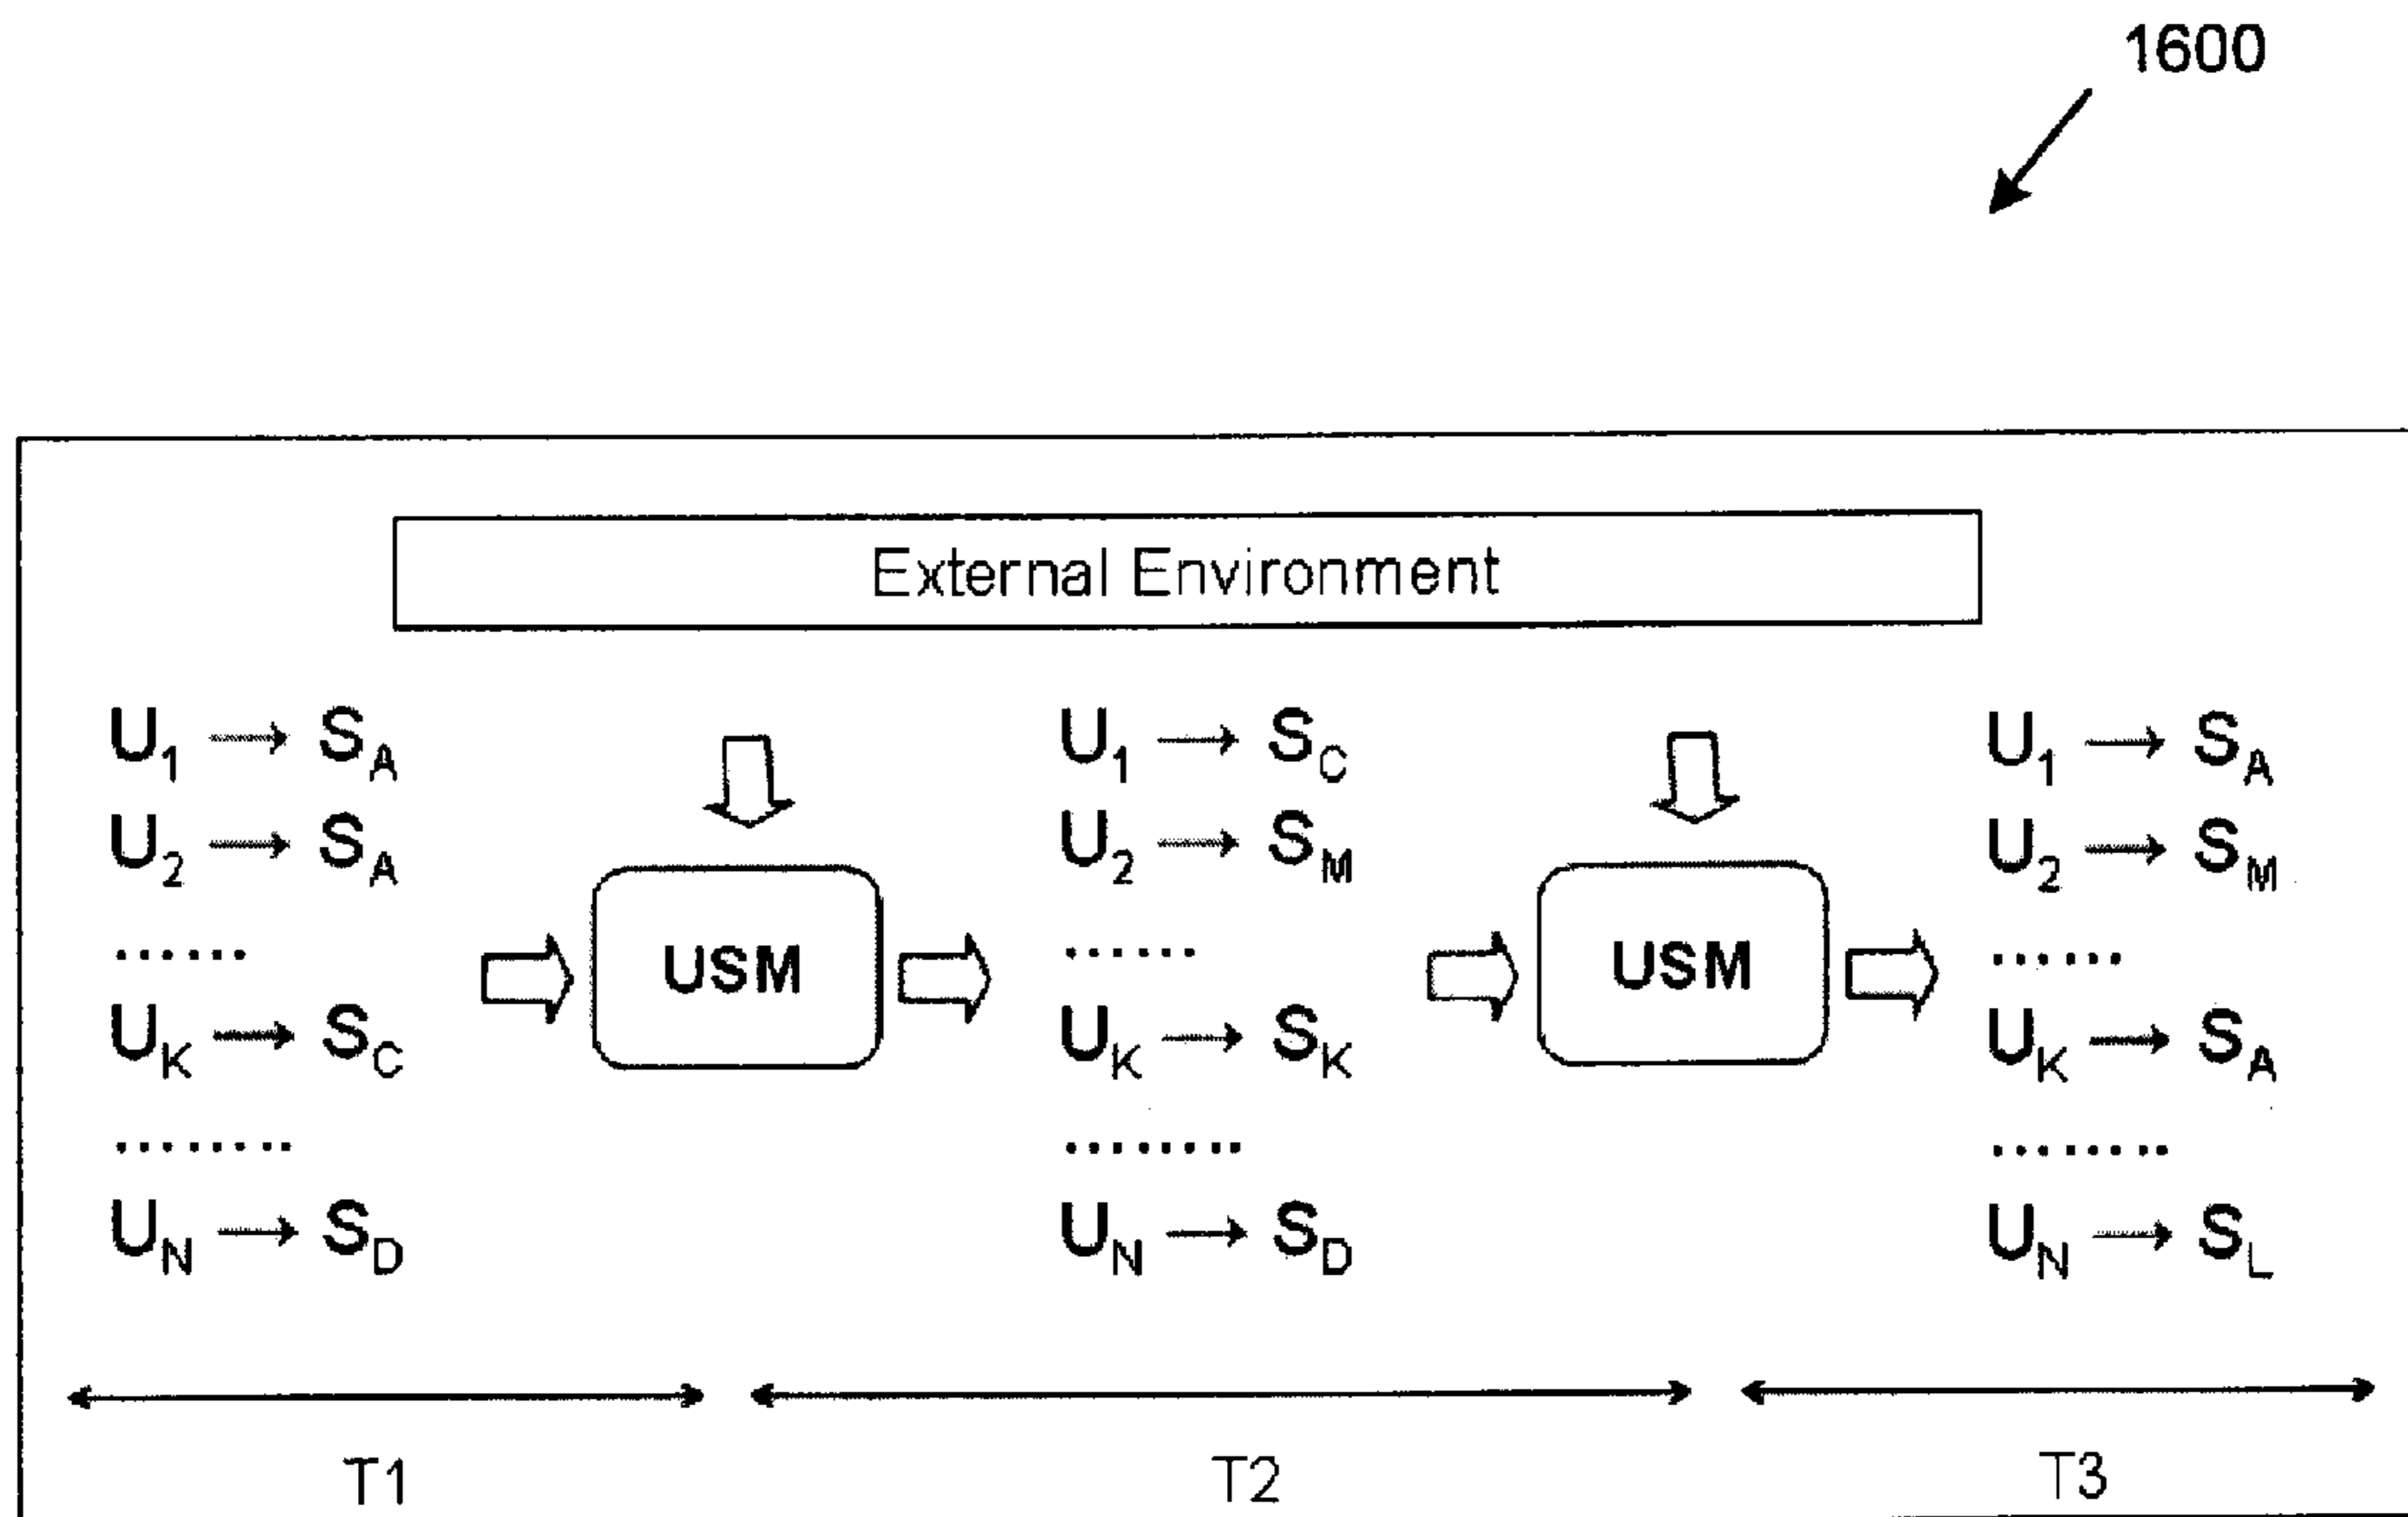 1600
External Environment
U1 → SA
U2 → SA
......
UK → SC
........
UN → SD
USM
U1 → SC
U2 → SM
......
UK → SK
........
UN → SD
USM
U1 → SA
U2 → SM
......
UK → SA
........
UN → SL
T1
T2
T3